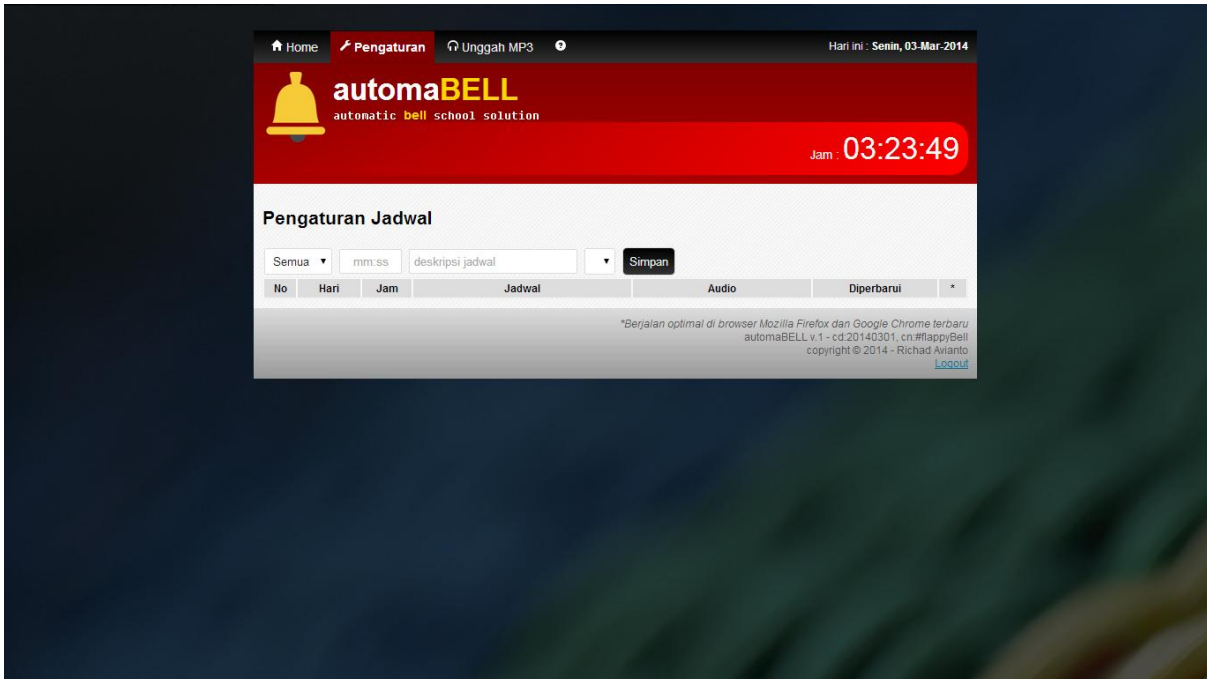 Home Pengaturan Unggah MP3 ? Hari ini : Senin, 03-Mar-2014
automaBELL
automatic bell school solution
Jam : 03:23:49
Pengaturan Jadwal
Semua mm:ss deskripsi jadwal Simpan
No Hari Jam Jadwal Audio Diperbarui *
*Berjalan optimal di browser Mozilla Firefox dan Google Chrome terbaru
automaBELL v.1 - cd:20140301, cn:#flappyBell
copyright © 2014 - Richad Avianto
Logout